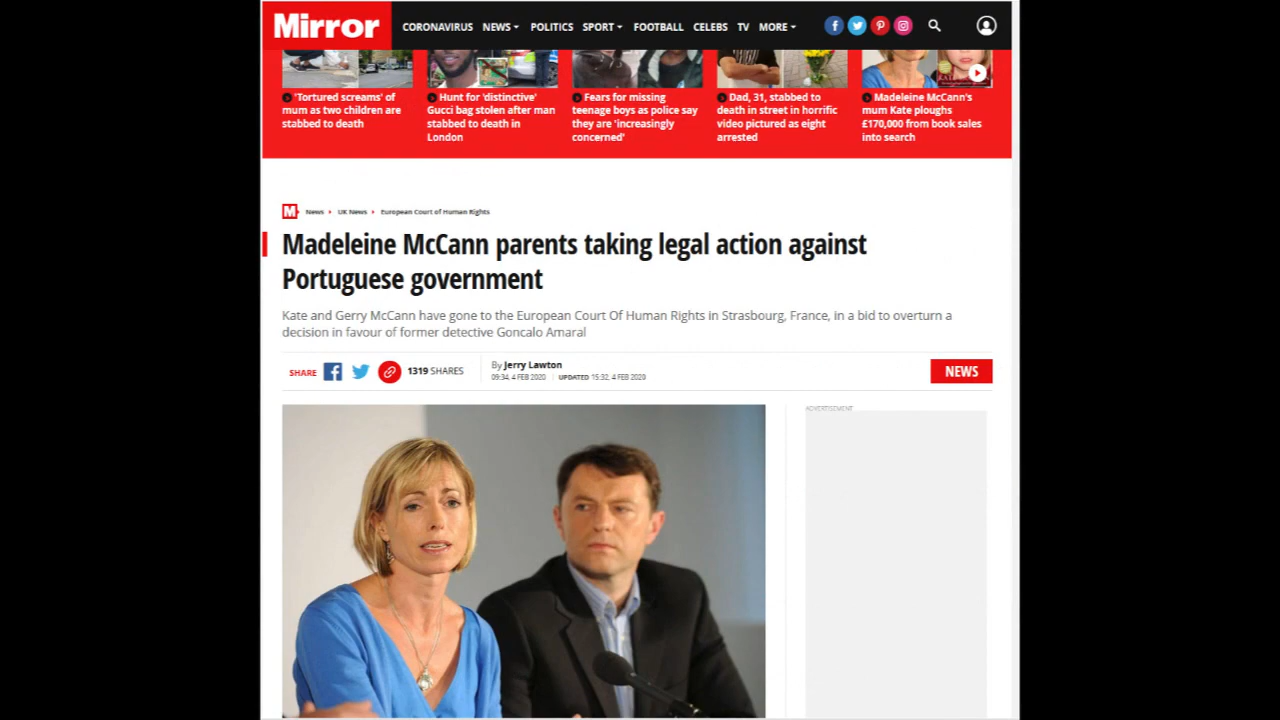 Mirror
CORONAVIRUS NEWS POLITICS SPORT FOOTBALL CELEBS TV MORE
'Tortured screams' of
mum as two children are
stabbed to death
Hunt for 'distinctive'
Gucci bag stolen after man
stabbed to death in
London
Fears for missing
teenage boys as police say
they are 'increasingly
concerned'
Dad, 31, stabbed to
death in street in horrific
video pictured as eight
arrested
Madeleine McCann's
mum Kate ploughs
£170,000 from book sales
into search
M News UK News European Court of Human Rights
Madeleine McCann parents taking legal action against
Portuguese government
Kate and Gerry McCann have gone to the European Court Of Human Rights in Strasbourg, France, in a bid to overturn a
decision in favour of former detective Goncalo Amaral
SHARE 1319 SHARES
By Jerry Lawton
09:34, 4 FEB 2020 UPDATED 15:32, 4 FEB 2020
NEWS
ADVERTISEMENT